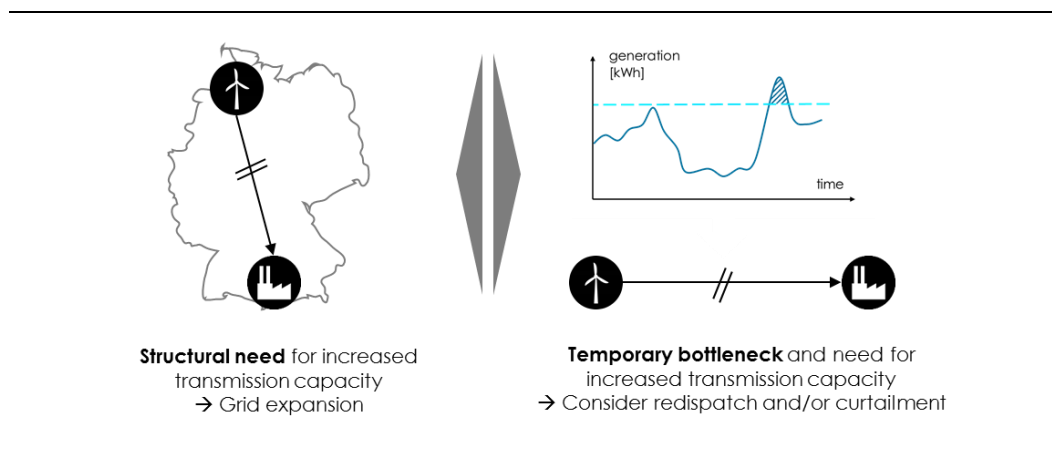 generation
[kWh]
time
Structural need for increased
transmission capacity
→ Grid expansion
Temporary bottleneck and need for
increased transmission capacity
→ Consider redispatch and/or curtailment